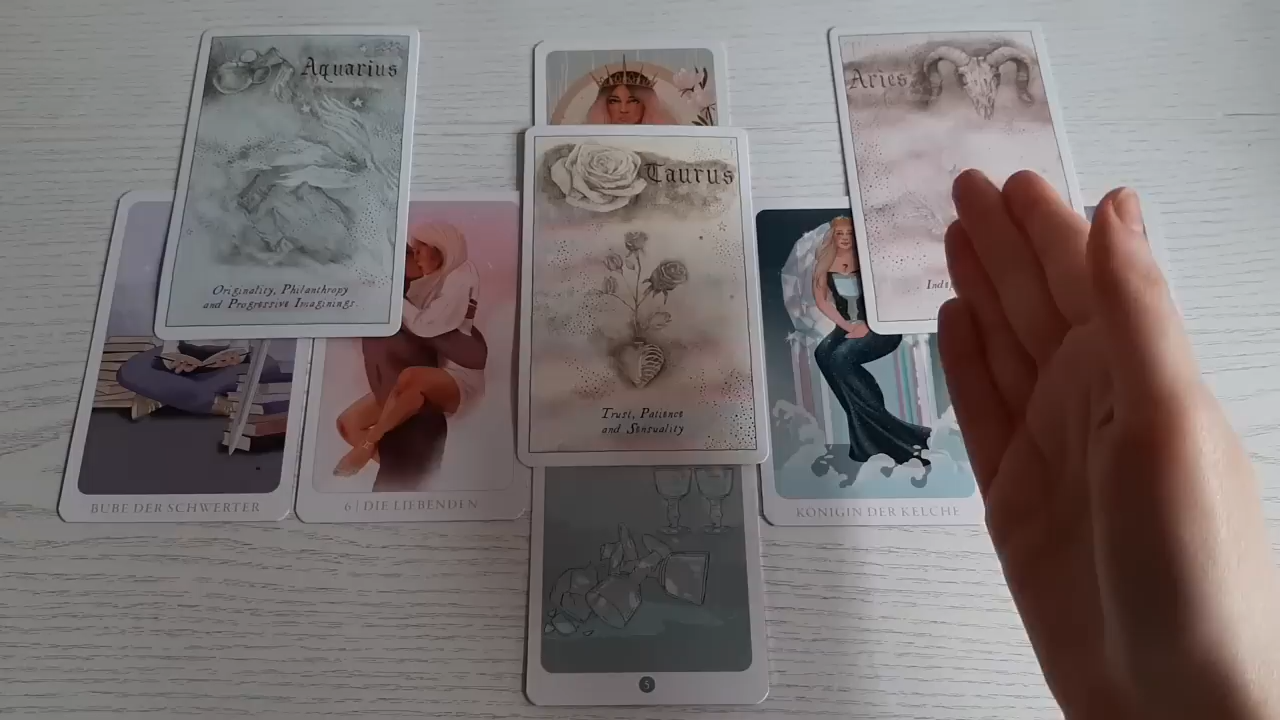 Aquarius
Originality, Philanthropy
and Progressive Imaginings.
Taurus
Trust, Patience
and Sensuality
Aries
BUBE DER SCHWERTER
6 | DIE LIEBENDEN
KÖNIGIN DER KELCHE
5